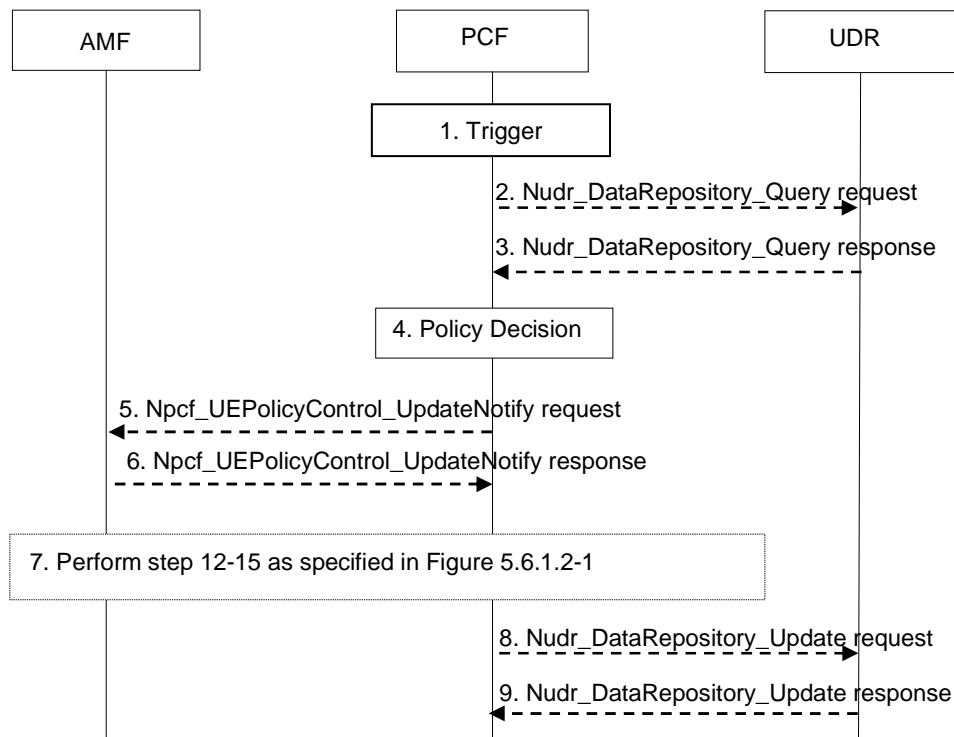 AMF
PCF
UDR
1. Trigger
2. Nudr_DataRepository_Query request
3. Nudr_DataRepository_Query response
4. Policy Decision
5. Npcf_UEPolicyControl_UpdateNotify request
6. Npcf_UEPolicyControl_UpdateNotify response
7. Perform step 12-15 as specified in Figure 5.6.1.2-1
8. Nudr_DataRepository_Update request
9. Nudr_DataRepository_Update response